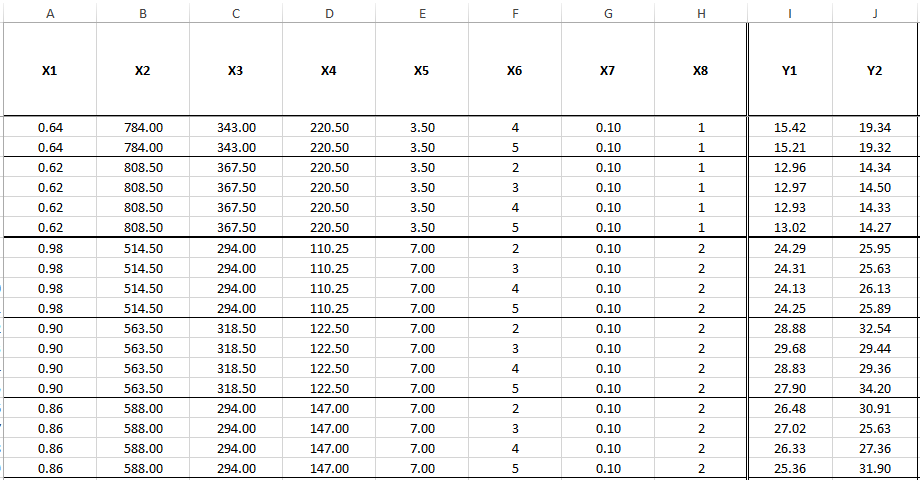 A B C D E F G H I J
X1 X2 X3 X4 X5 X6 X7 X8 Y1 Y2
0.64 784.00 343.00 220.50 3.50 4 0.10 1 15.42 19.34
0.64 784.00 343.00 220.50 3.50 5 0.10 1 15.21 19.32
0.62 808.50 367.50 220.50 3.50 2 0.10 1 12.96 14.34
0.62 808.50 367.50 220.50 3.50 3 0.10 1 12.97 14.50
0.62 808.50 367.50 220.50 3.50 4 0.10 1 12.93 14.33
0.62 808.50 367.50 220.50 3.50 5 0.10 1 13.02 14.27
0.98 514.50 294.00 110.25 7.00 2 0.10 2 24.29 25.95
0.98 514.50 294.00 110.25 7.00 3 0.10 2 24.31 25.63
0.98 514.50 294.00 110.25 7.00 4 0.10 2 24.13 26.13
0.98 514.50 294.00 110.25 7.00 5 0.10 2 24.25 25.89
0.90 563.50 318.50 122.50 7.00 2 0.10 2 28.88 32.54
0.90 563.50 318.50 122.50 7.00 3 0.10 2 29.68 29.44
0.90 563.50 318.50 122.50 7.00 4 0.10 2 28.83 29.36
0.90 563.50 318.50 122.50 7.00 5 0.10 2 27.90 34.20
0.86 588.00 294.00 147.00 7.00 2 0.10 2 26.48 30.91
0.86 588.00 294.00 147.00 7.00 3 0.10 2 27.02 25.63
0.86 588.00 294.00 147.00 7.00 4 0.10 2 26.33 27.36
0.86 588.00 294.00 147.00 7.00 5 0.10 2 25.36 31.90